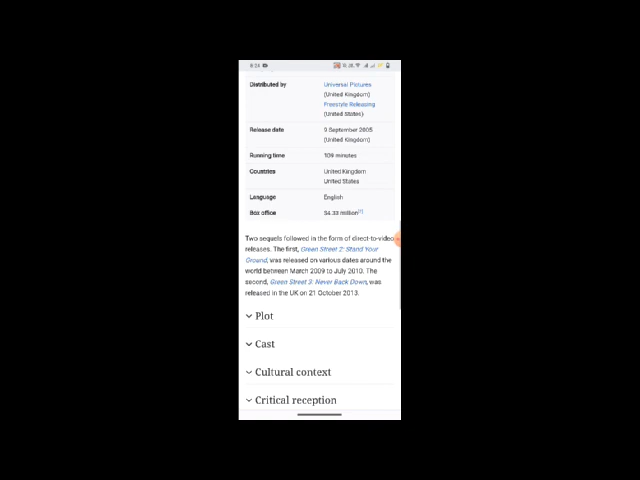 Distributed by Universal Pictures
(United Kingdom)
Freestyle Releasing
(United States)
Release date 9 September 2005
(United Kingdom)
Running time 109 minutes
Countries United Kingdom
United States
Language English
Box office $4.33 million[2]
Two sequels followed in the form of direct-to-video
releases. The first, Green Street 2: Stand Your
Ground, was released on various dates around the
world between March 2009 to July 2010. The
second, Green Street 3: Never Back Down, was
released in the UK on 21 October 2013.
Plot
Cast
Cultural context
Critical reception